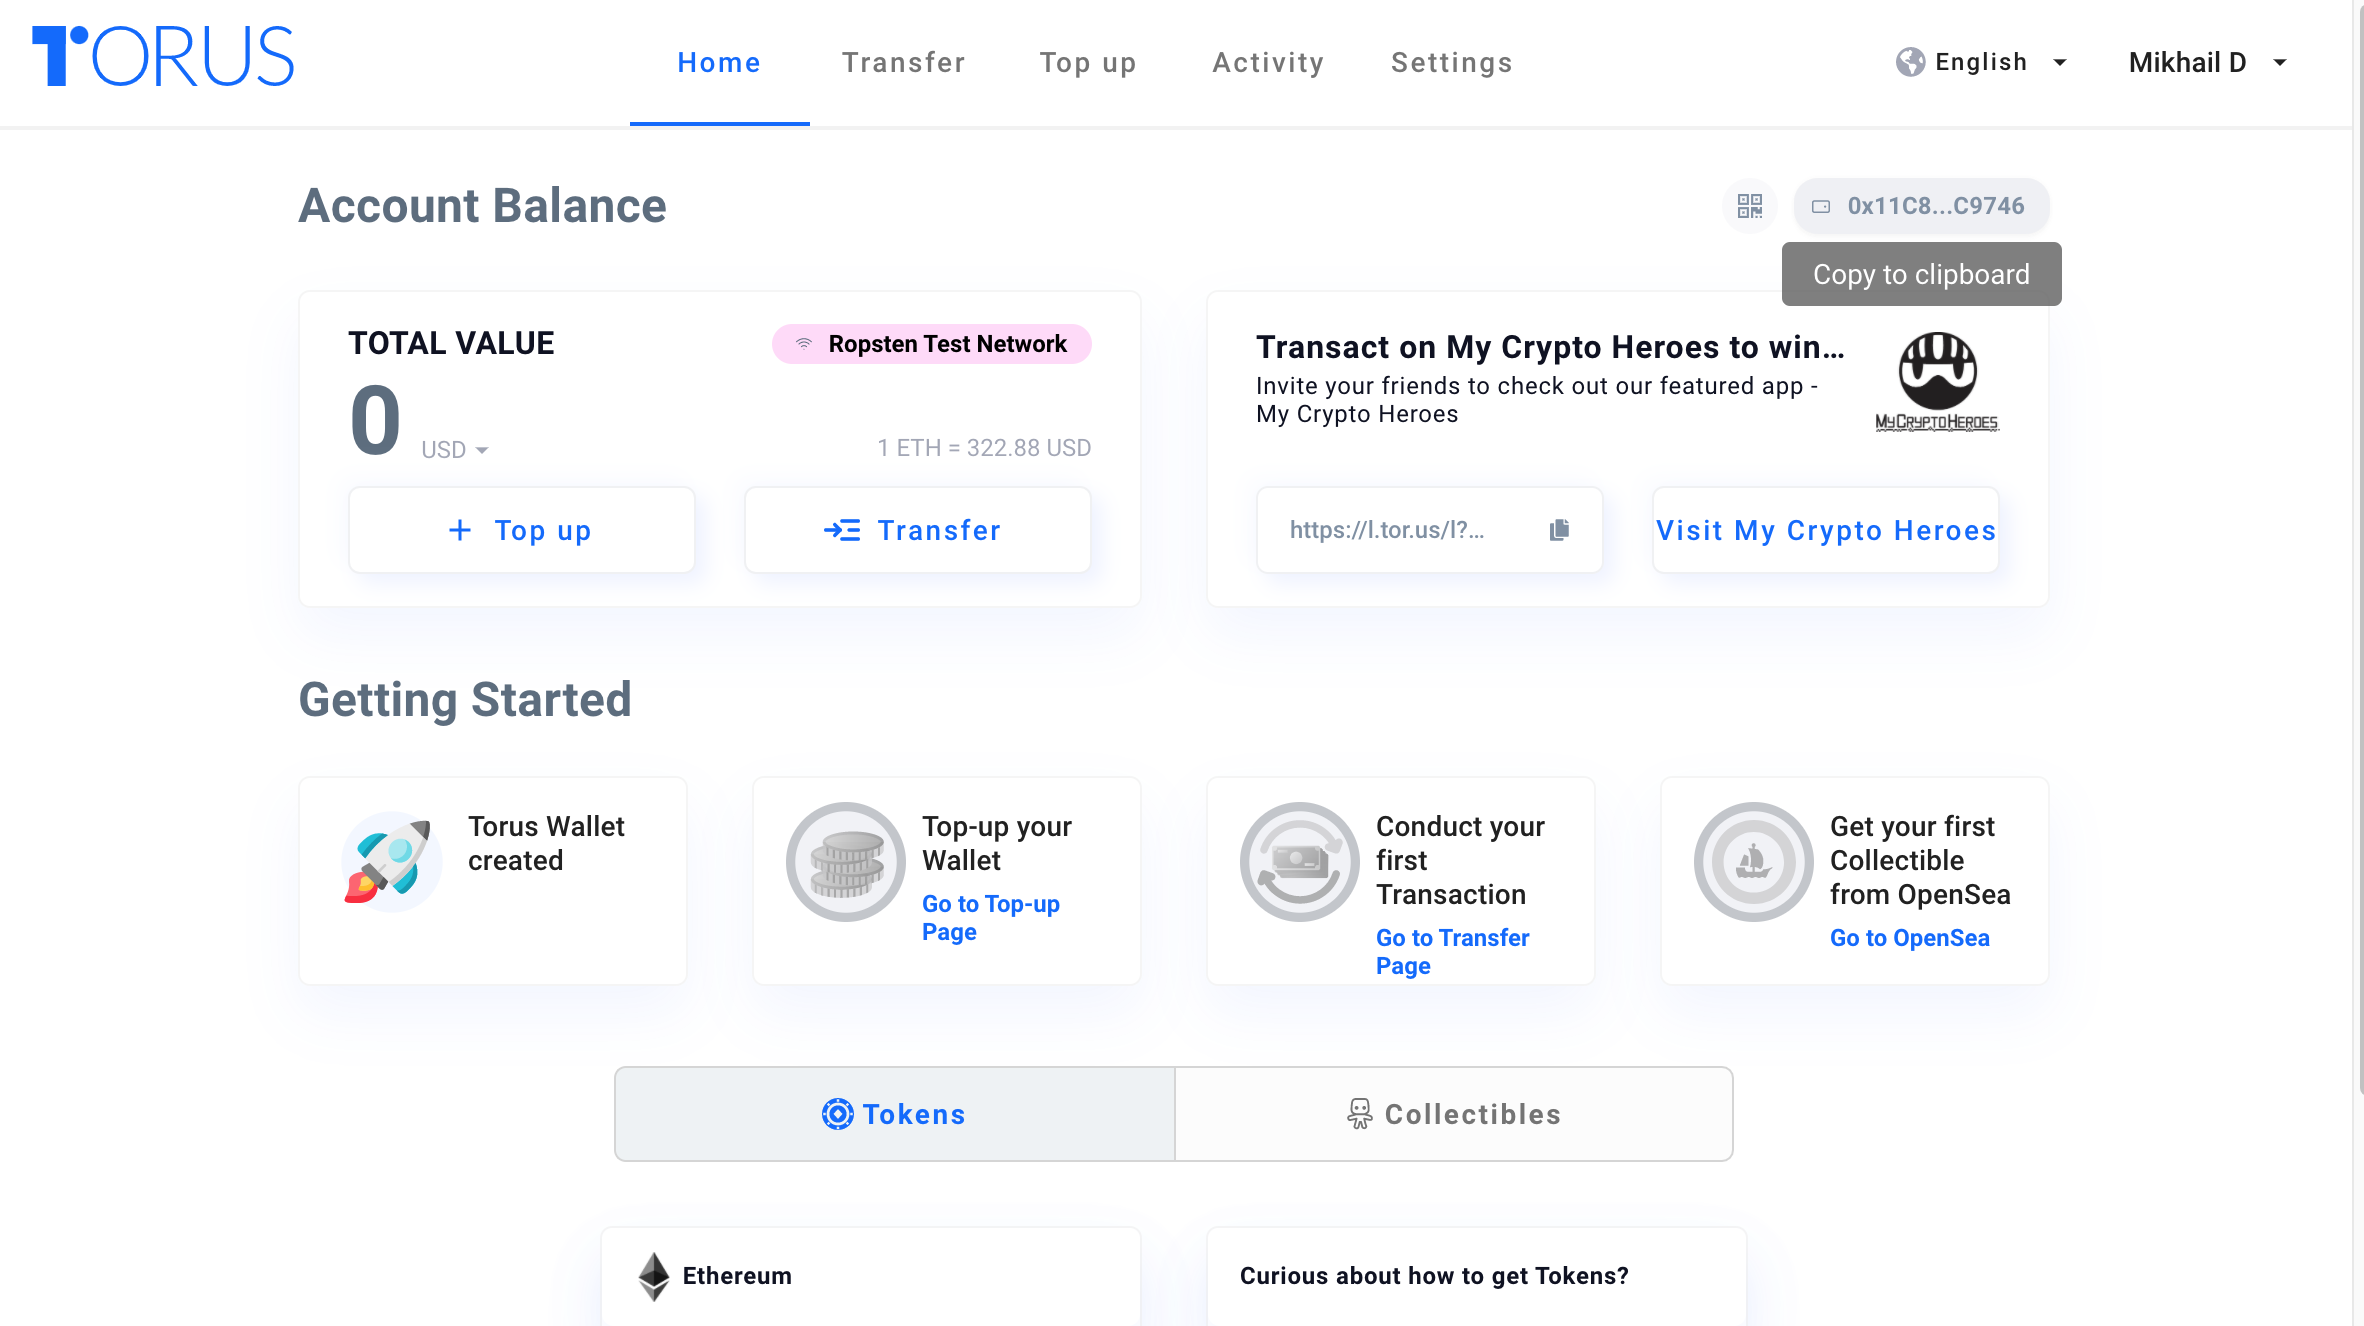 TORUS
Home
Transfer
Top up
Activity
Settings
English
Mikhail D
Account Balance
0x11C8...C9746
Copy to clipboard
TOTAL VALUE
Ropsten Test Network
0
USD
1 ETH = 322.88 USD
Top up
Transfer
Transact on My Crypto Heroes to win...
Invite your friends to check out our featured app -
My Crypto Heroes
MYCRYPTOHEROES
https://l.tor.us/l?...
Visit My Crypto Heroes
Getting Started
Torus Wallet
created
Top-up your
Wallet
Go to Top-up
Page
Conduct your
first
Transaction
Go to Transfer
Page
Get your first
Collectible
from OpenSea
Go to OpenSea
Tokens
Collectibles
Ethereum
Curious about how to get Tokens?